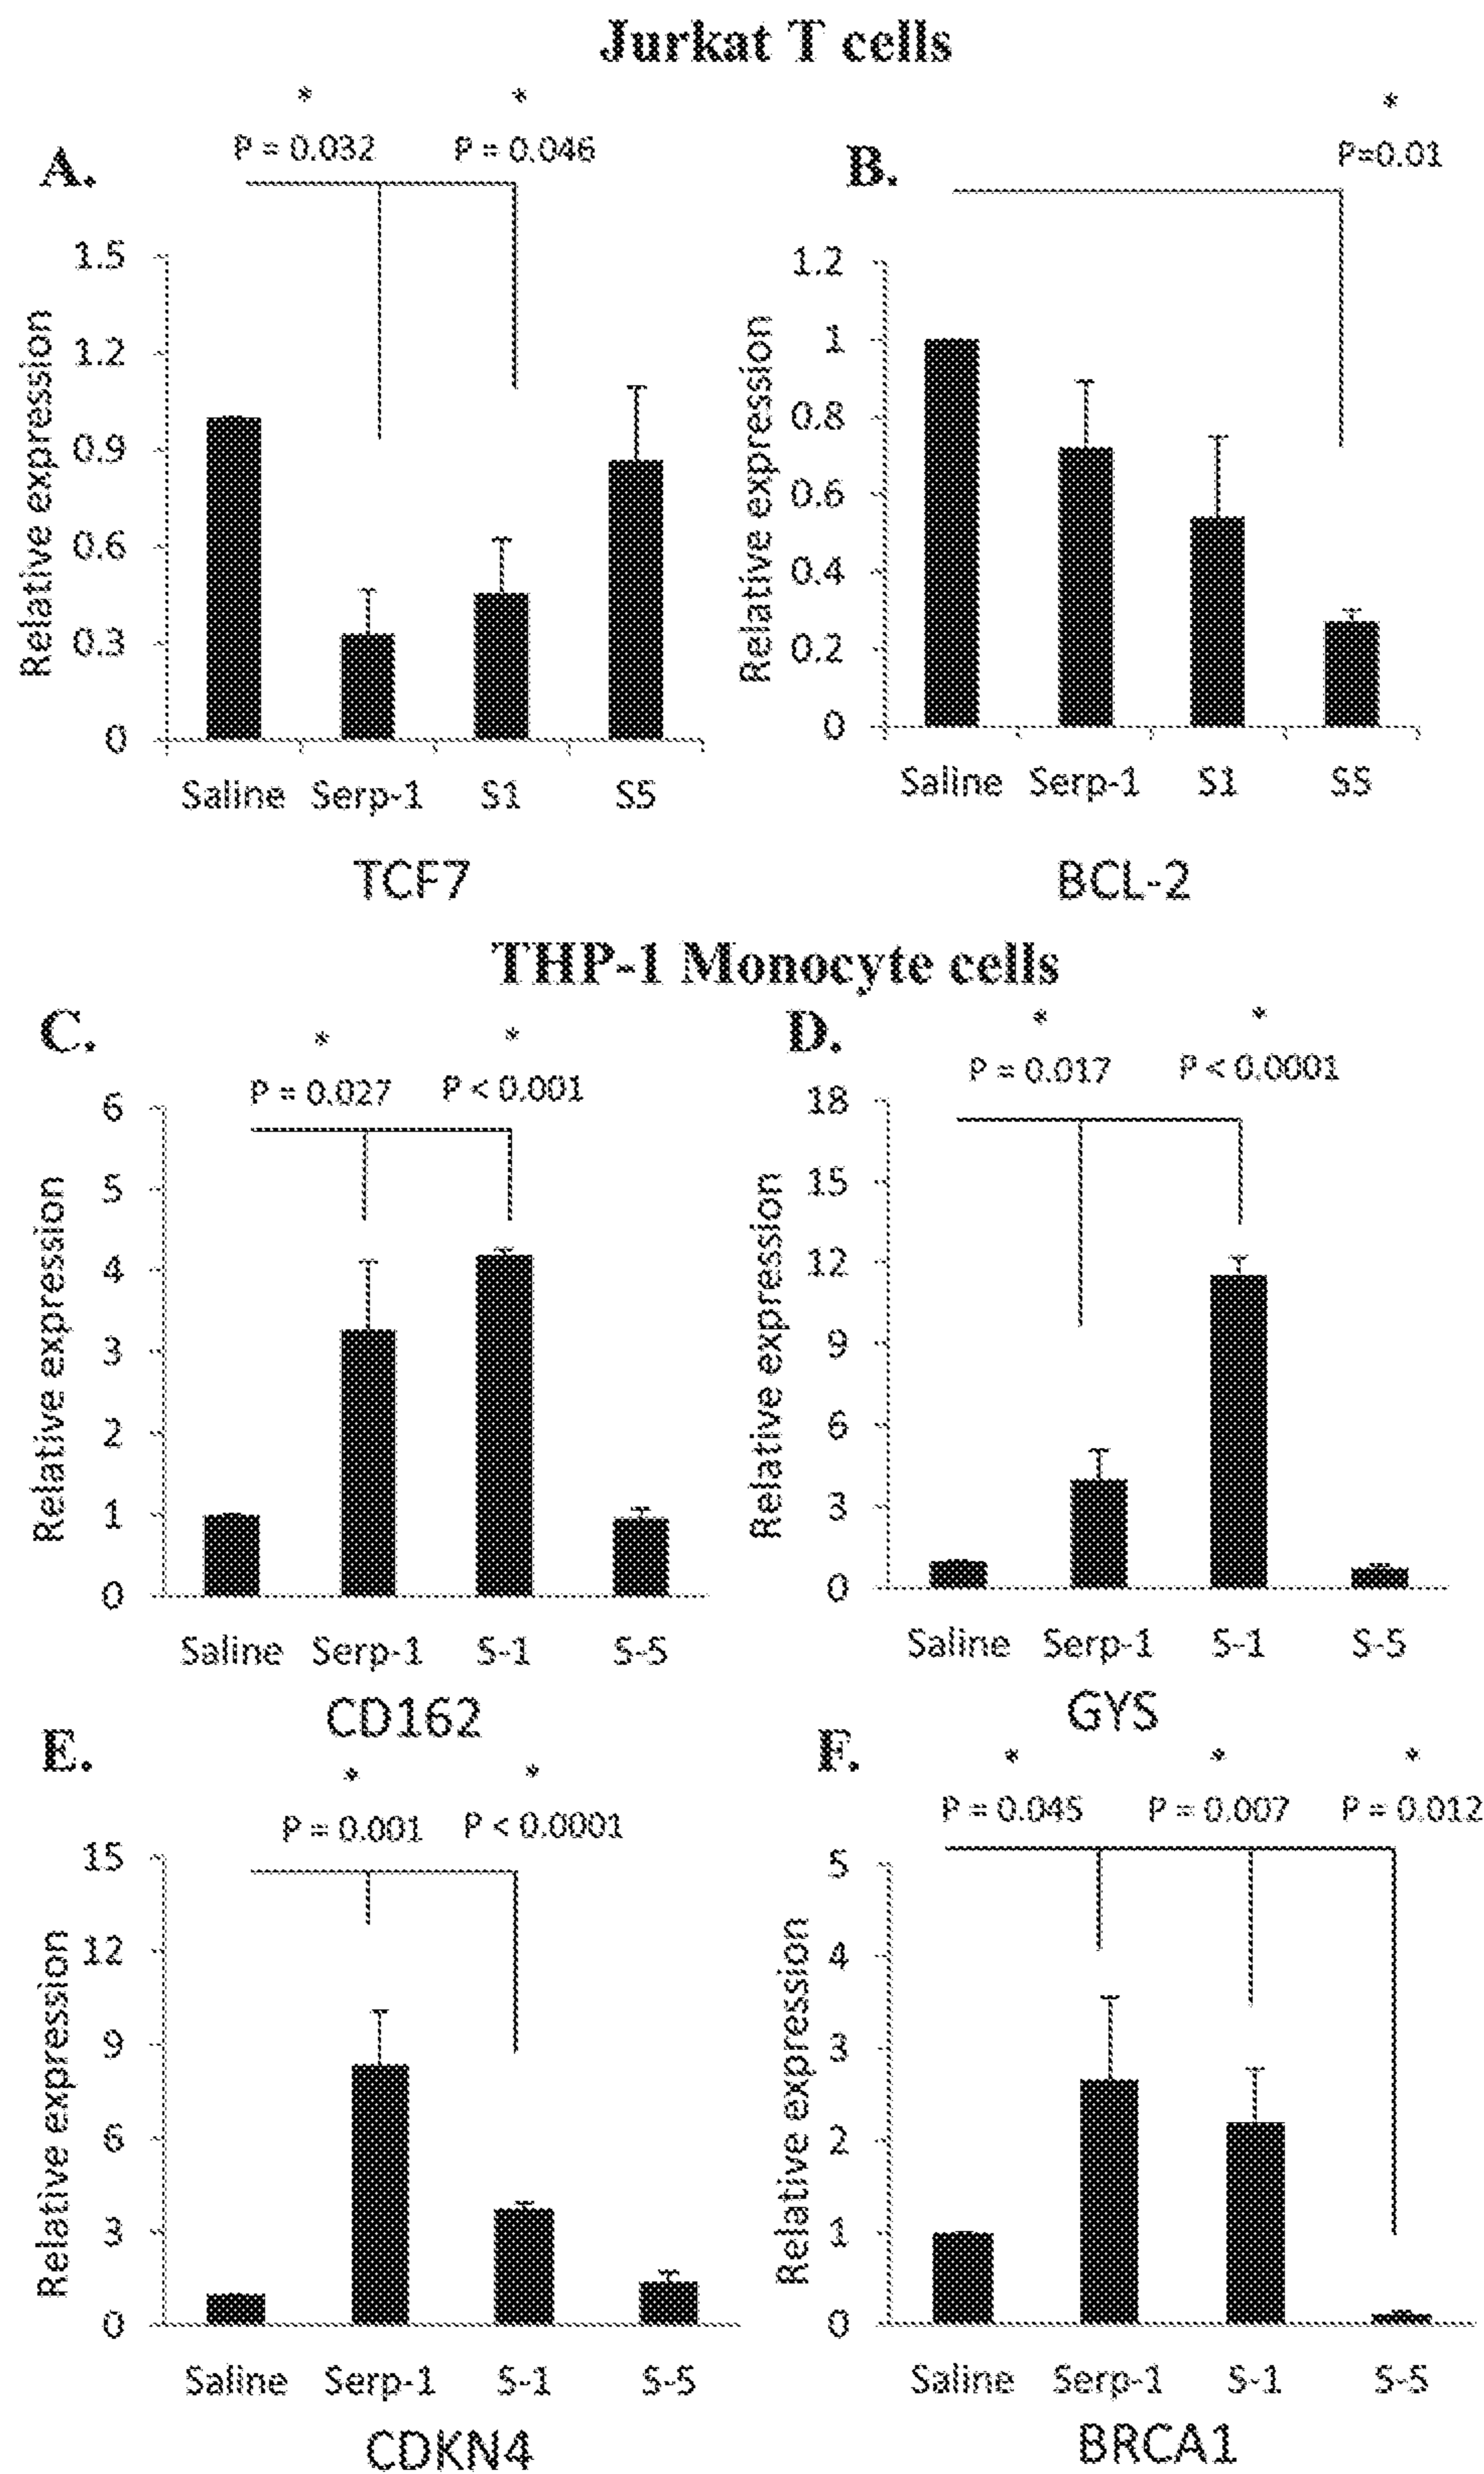 Jurkat T cells
A.
*
*
P = 0.032
P = 0.046
Relative expression
1.5
1.2
0.9
0.6
0.3
0
Saline
Serp-1
S1
S5
TCF7
B.
*
P=0.01
Relative expression
1.2
1
0.8
0.6
0.4
0.2
0
Saline
Serp-1
S1
S5
BCL-2
THP-1 Monocyte cells
C.
*
*
P = 0.027
P < 0.001
Relative expression
6
5
4
3
2
1
0
Saline
Serp-1
S-1
S-5
CD162
D.
*
*
P = 0.017
P < 0.0001
Relative expression
18
15
12
9
6
3
0
Saline
Serp-1
S-1
S-5
GYS
E.
*
*
P = 0.001
P < 0.0001
Relative expression
15
12
9
6
3
0
Saline
Serp-1
S-1
S-5
CDKN4
F.
*
*
*
P = 0.045
P = 0.007
P = 0.012
Relative expression
5
4
3
2
1
0
Saline
Serp-1
S-1
S-5
BRCA1